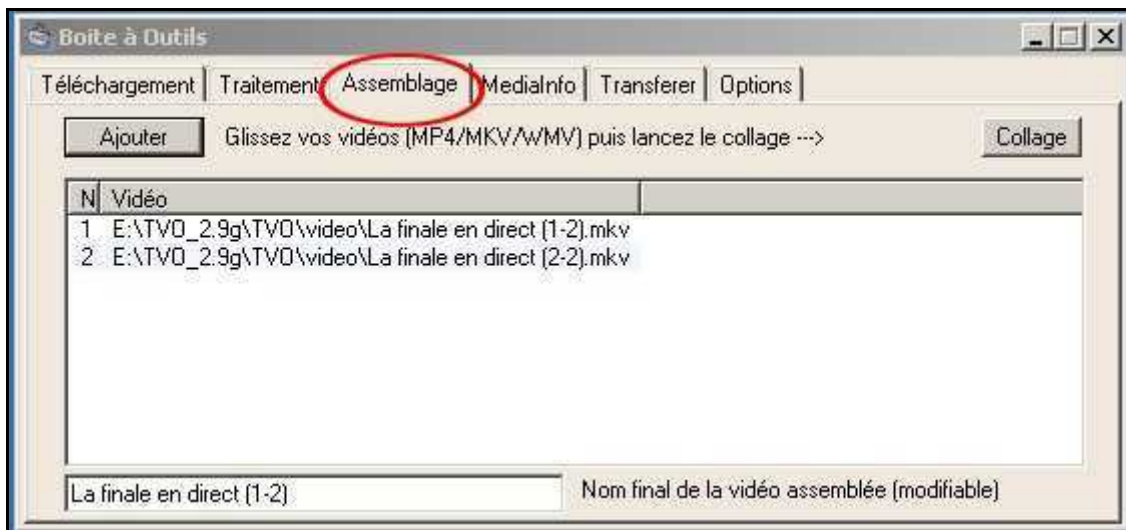 Boite à Outils
Téléchargement Traitement Assemblage MediaInfo Transferer Options
Ajouter Glissez vos vidéos (MP4/MKV/WMV) puis lancez le collage ---> Collage
N Vidéo
1 E:\TVO_2.9g\TVO\video\La finale en direct (1-2).mkv
2 E:\TVO_2.9g\TVO\video\La finale en direct (2-2).mkv
La finale en direct (1-2) Nom final de la vidéo assemblée (modifiable)